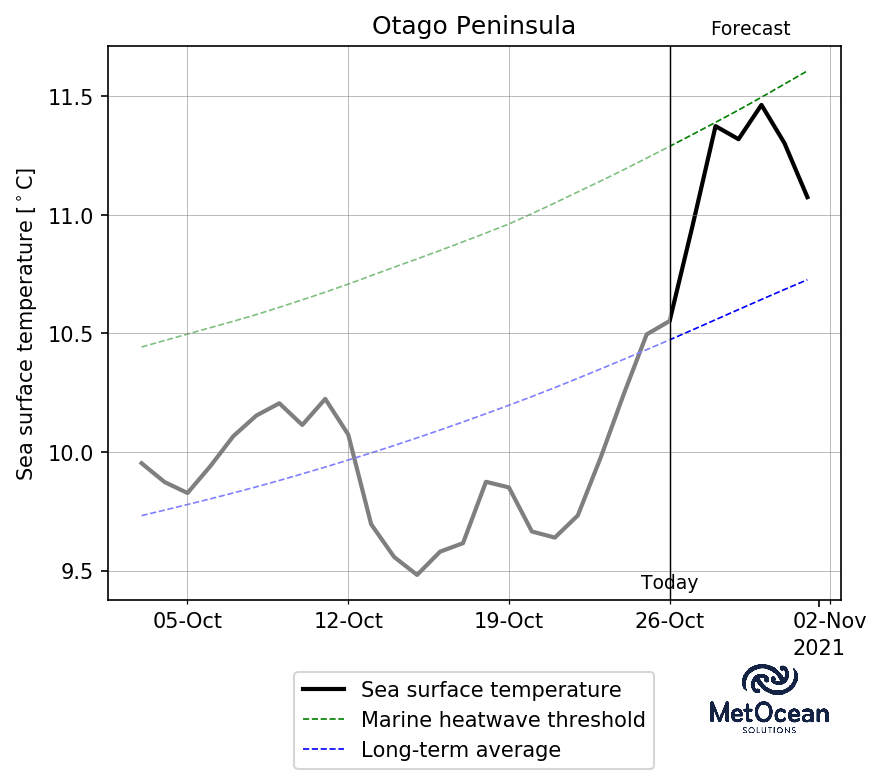 Otago Peninsula
Forecast
Sea surface temperature [°C]
11.5
11.0
10.5
10.0
9.5
Today
05-Oct
12-Oct
19-Oct
26-Oct
02-Nov
2021
Sea surface temperature
Marine heatwave threshold
Long-term average
MetOcean
SOLUTIONS